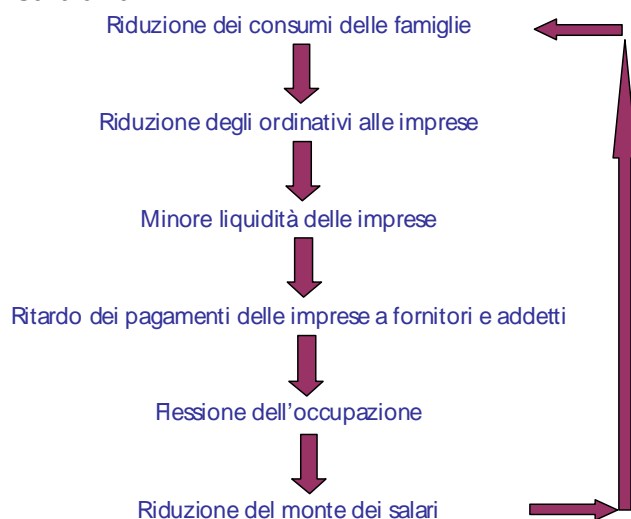 Riduzione dei consumi delle famiglie
Riduzione degli ordinativi alle imprese
Minore liquidità delle imprese
Ritardo dei pagamenti delle imprese a fornitori e addetti
Flessione dell'occupazione
Riduzione del monte dei salari